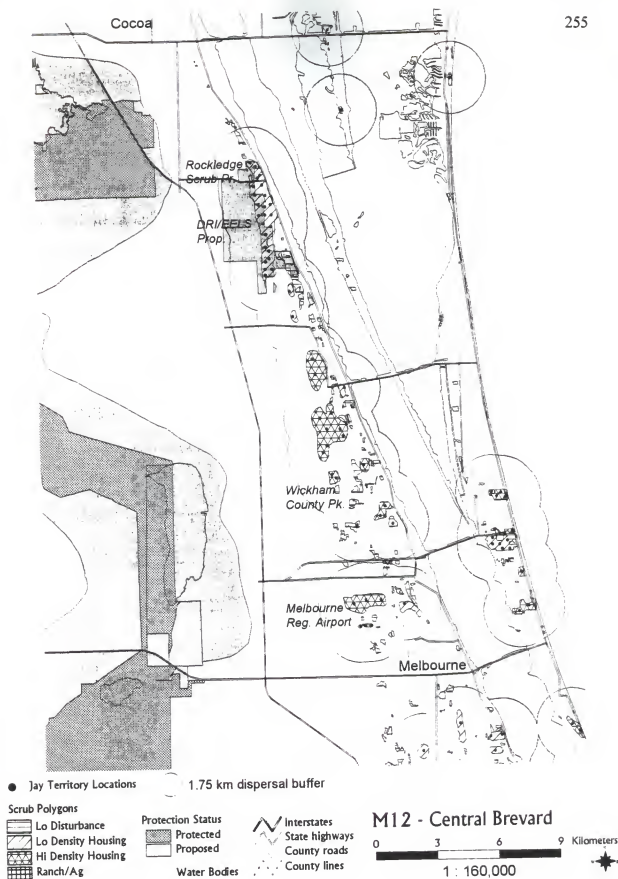 255
Cocoa
Rockledge
Scrub Pr.
DRI/EELS
Prop.
Wickham
County Pk.
Melbourne
Reg. Airport
Melbourne
Jay Territory Locations
1.75 km dispersal buffer
Scrub Polygons
Lo Disturbance
Lo Density Housing
Hi Density Housing
Ranch/Ag
Protection Status
Protected
Proposed
Water Bodies
Interstates
State highways
County roads
County lines
M12 - Central Brevard
0 3 6 9 Kilometers
1 : 160,000